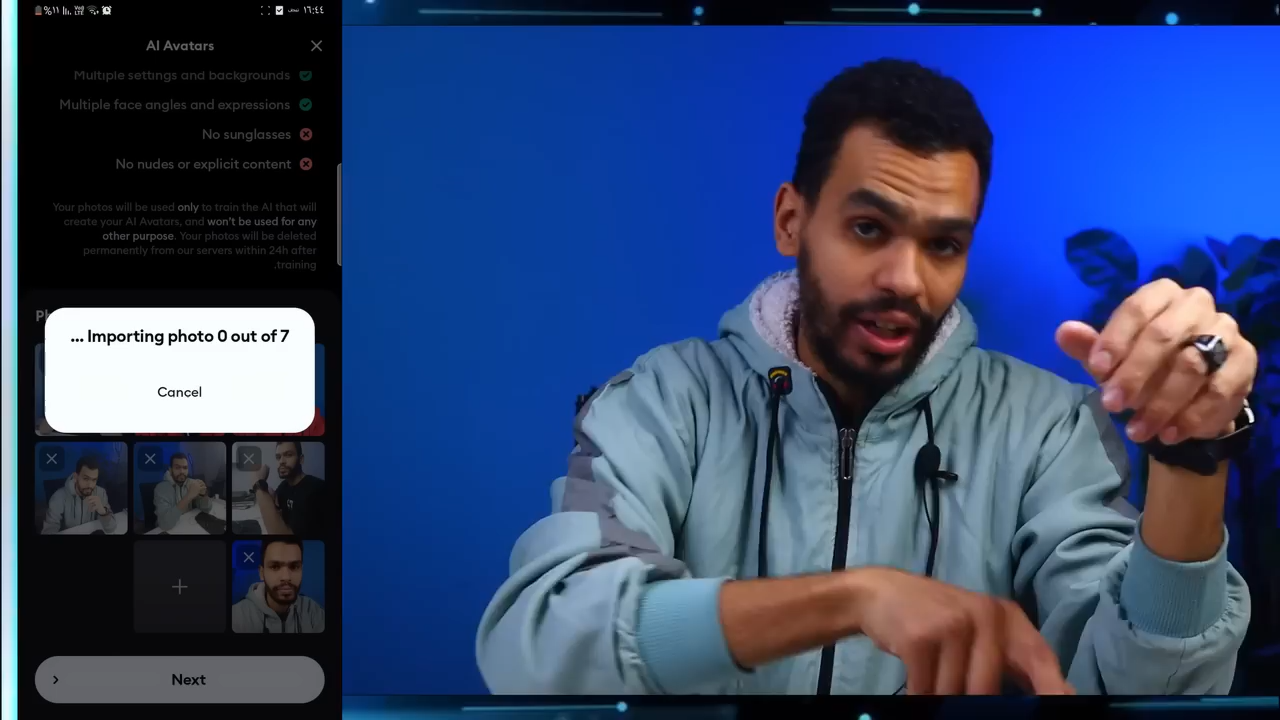 %١١
١٦:٤٤
AI Avatars
Multiple settings and backgrounds
Multiple face angles and expressions
No sunglasses
No nudes or explicit content
Your photos will be used only to train the AI that will
create your AI Avatars, and won't be used for any
other purpose. Your photos will be deleted
permanently from our servers within 24h after
.training
... Importing photo 0 out of 7
Cancel
Next